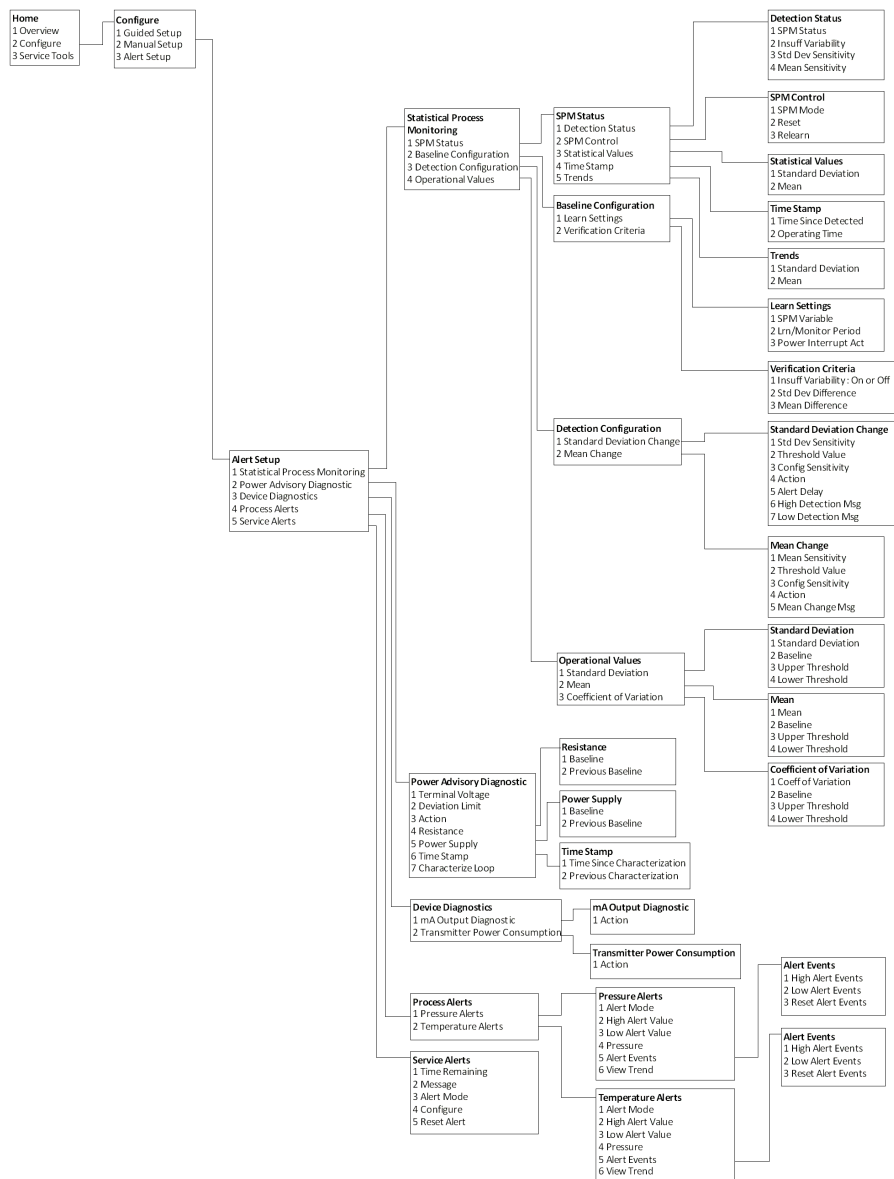 Home
1 Overview
2 Configure
3 Service Tools
Configure
1 Guided Setup
2 Manual Setup
3 Alert Setup
Alert Setup
1 Statistical Process Monitoring
2 Power Advisory Diagnostic
3 Device Diagnostics
4 Process Alerts
5 Service Alerts
Statistical Process
Monitoring
1 SPM Status
2 Baseline Configuration
3 Detection Configuration
4 Operational Values
SPM Status
1 Detection Status
2 SPM Control
3 Statistical Values
4 Time Stamp
5 Trends
Detection Status
1 SPM Status
2 Insuff Variability
3 Std Dev Sensitivity
4 Mean Sensitivity
SPM Control
1 SPM Mode
2 Reset
3 Relearn
Statistical Values
1 Standard Deviation
2 Mean
Time Stamp
1 Time Since Detected
2 Operating Time
Trends
1 Standard Deviation
2 Mean
Baseline Configuration
1 Learn Settings
2 Verification Criteria
Learn Settings
1 SPM Variable
2 Lrn/Monitor Period
3 Power Interrupt Act
Verification Criteria
1 Insuff Variability : On or Off
2 Std Dev Difference
3 Mean Difference
Detection Configuration
1 Standard Deviation Change
2 Mean Change
Standard Deviation Change
1 Std Dev Sensitivity
2 Threshold Value
3 Config Sensitivity
4 Action
5 Alert Delay
6 High Detection Msg
7 Low Detection Msg
Mean Change
1 Mean Sensitivity
2 Threshold Value
3 Config Sensitivity
4 Action
5 Mean Change Msg
Operational Values
1 Standard Deviation
2 Mean
3 Coefficient of Variation
Standard Deviation
1 Standard Deviation
2 Baseline
3 Upper Threshold
4 Lower Threshold
Mean
1 Mean
2 Baseline
3 Upper Threshold
4 Lower Threshold
Coefficient of Variation
1 Coeff of Variation
2 Baseline
3 Upper Threshold
4 Lower Threshold
Power Advisory Diagnostic
1 Terminal Voltage
2 Deviation Limit
3 Action
4 Resistance
5 Power Supply
6 Time Stamp
7 Characterize Loop
Resistance
1 Baseline
2 Previous Baseline
Power Supply
1 Baseline
2 Previous Baseline
Time Stamp
1 Time Since Characterization
2 Previous Characterization
Device Diagnostics
1 mA Output Diagnostic
2 Transmitter Power Consumption
mA Output Diagnostic
1 Action
Transmitter Power Consumption
1 Action
Process Alerts
1 Pressure Alerts
2 Temperature Alerts
Pressure Alerts
1 Alert Mode
2 High Alert Value
3 Low Alert Value
4 Pressure
5 Alert Events
6 View Trend
Alert Events
1 High Alert Events
2 Low Alert Events
3 Reset Alert Events
Alert Events
1 High Alert Events
2 Low Alert Events
3 Reset Alert Events
Service Alerts
1 Time Remaining
2 Message
3 Alert Mode
4 Configure
5 Reset Alert
Temperature Alerts
1 Alert Mode
2 High Alert Value
3 Low Alert Value
4 Pressure
5 Alert Events
6 View Trend